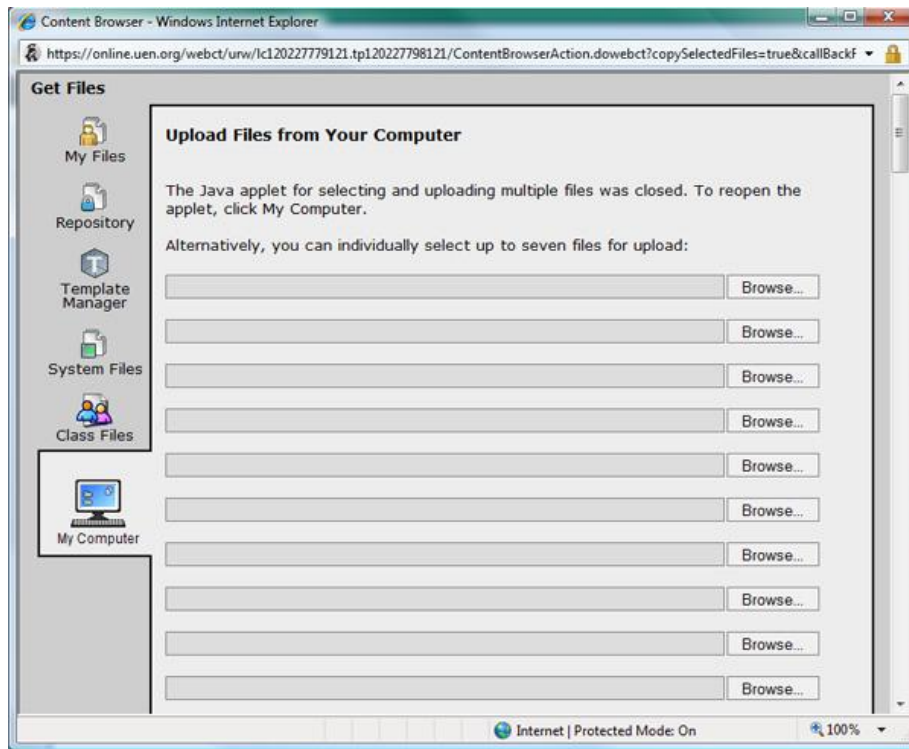 Content Browser - Windows Internet Explorer
https://online.uen.org/webct/urw/lc120227779121.tp120227798121/ContentBrowserAction.dowebct?copySelectedFiles=true&callBackF
Get Files
My Files
Repository
Template
Manager
System Files
Class Files
My Computer
Upload Files from Your Computer
The Java applet for selecting and uploading multiple files was closed. To reopen the
applet, click My Computer.
Alternatively, you can individually select up to seven files for upload:
Browse...
Browse...
Browse...
Browse...
Browse...
Browse...
Browse...
Browse...
Browse...
Browse...
Internet | Protected Mode: On
100%